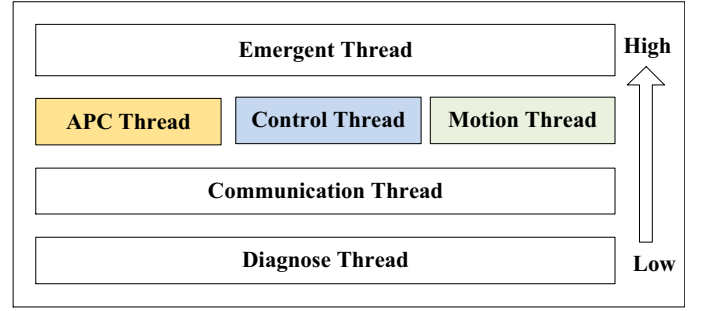 Emergent Thread
High
APC Thread
Control Thread
Motion Thread
Communication Thread
Diagnose Thread
Low